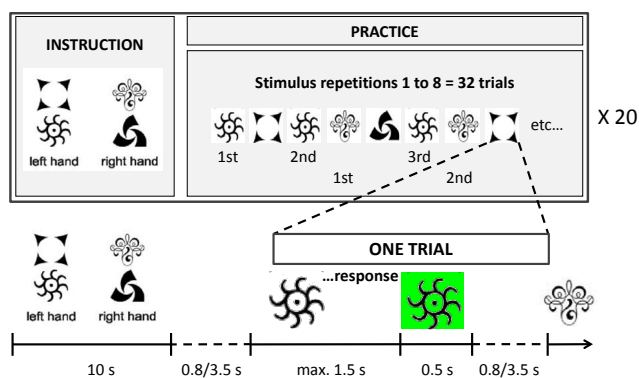 INSTRUCTION
left hand right hand
PRACTICE
Stimulus repetitions 1 to 8 = 32 trials
etc...
1st 2nd 3rd
1st 2nd
X 20
ONE TRIAL
...response
left hand right hand
10 s 0.8/3.5 s max. 1.5 s 0.5 s 0.8/3.5 s